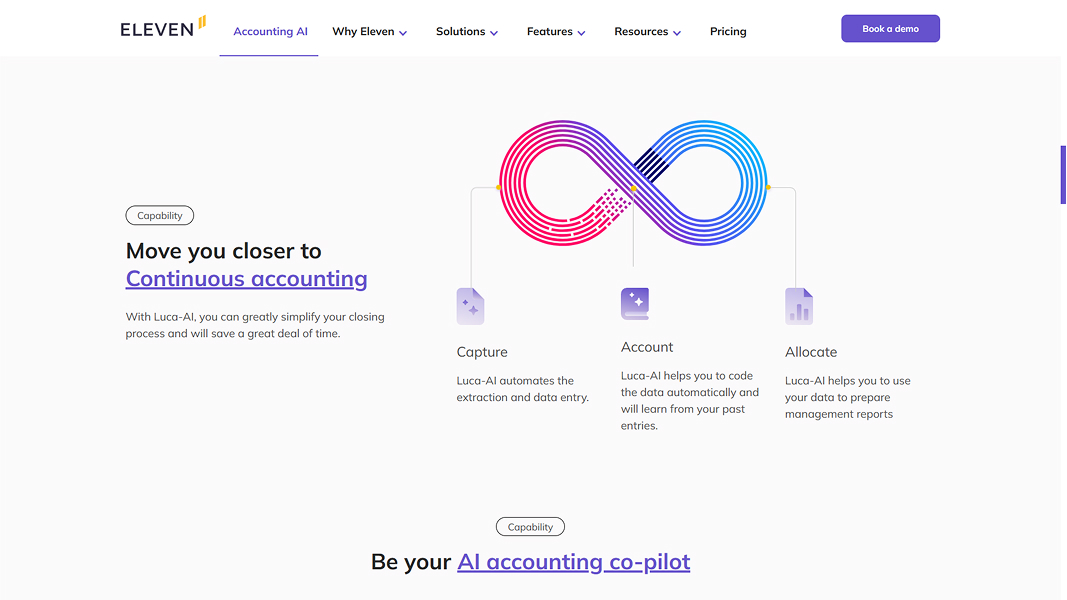 ELEVEN
Accounting AI
Why Eleven
Solutions
Features
Resources
Pricing
Book a demo
Capability
Move you closer to
Continuous accounting
With Luca-AI, you can greatly simplify your closing
process and will save a great deal of time.
Capture
Luca-AI automates the
extraction and data entry.
Account
Luca-AI helps you to code
the data automatically and
will learn from your past
entries.
Allocate
Luca-AI helps you to use
your data to prepare
management reports
Capability
Be your AI accounting co-pilot